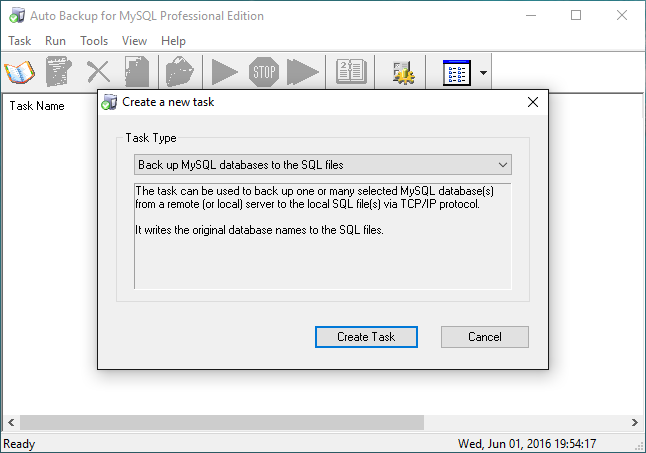 Auto Backup for MySQL Professional Edition
Task Run Tools View Help
STOP
Task Name
Create a new task
Task Type
Back up MySQL databases to the SQL files
The task can be used to back up one or many selected MySQL database(s)
from a remote (or local) server to the local SQL file(s) via TCP/IP protocol.
It writes the original database names to the SQL files.
Create Task Cancel
Ready Wed, Jun 01, 2016 19:54:17